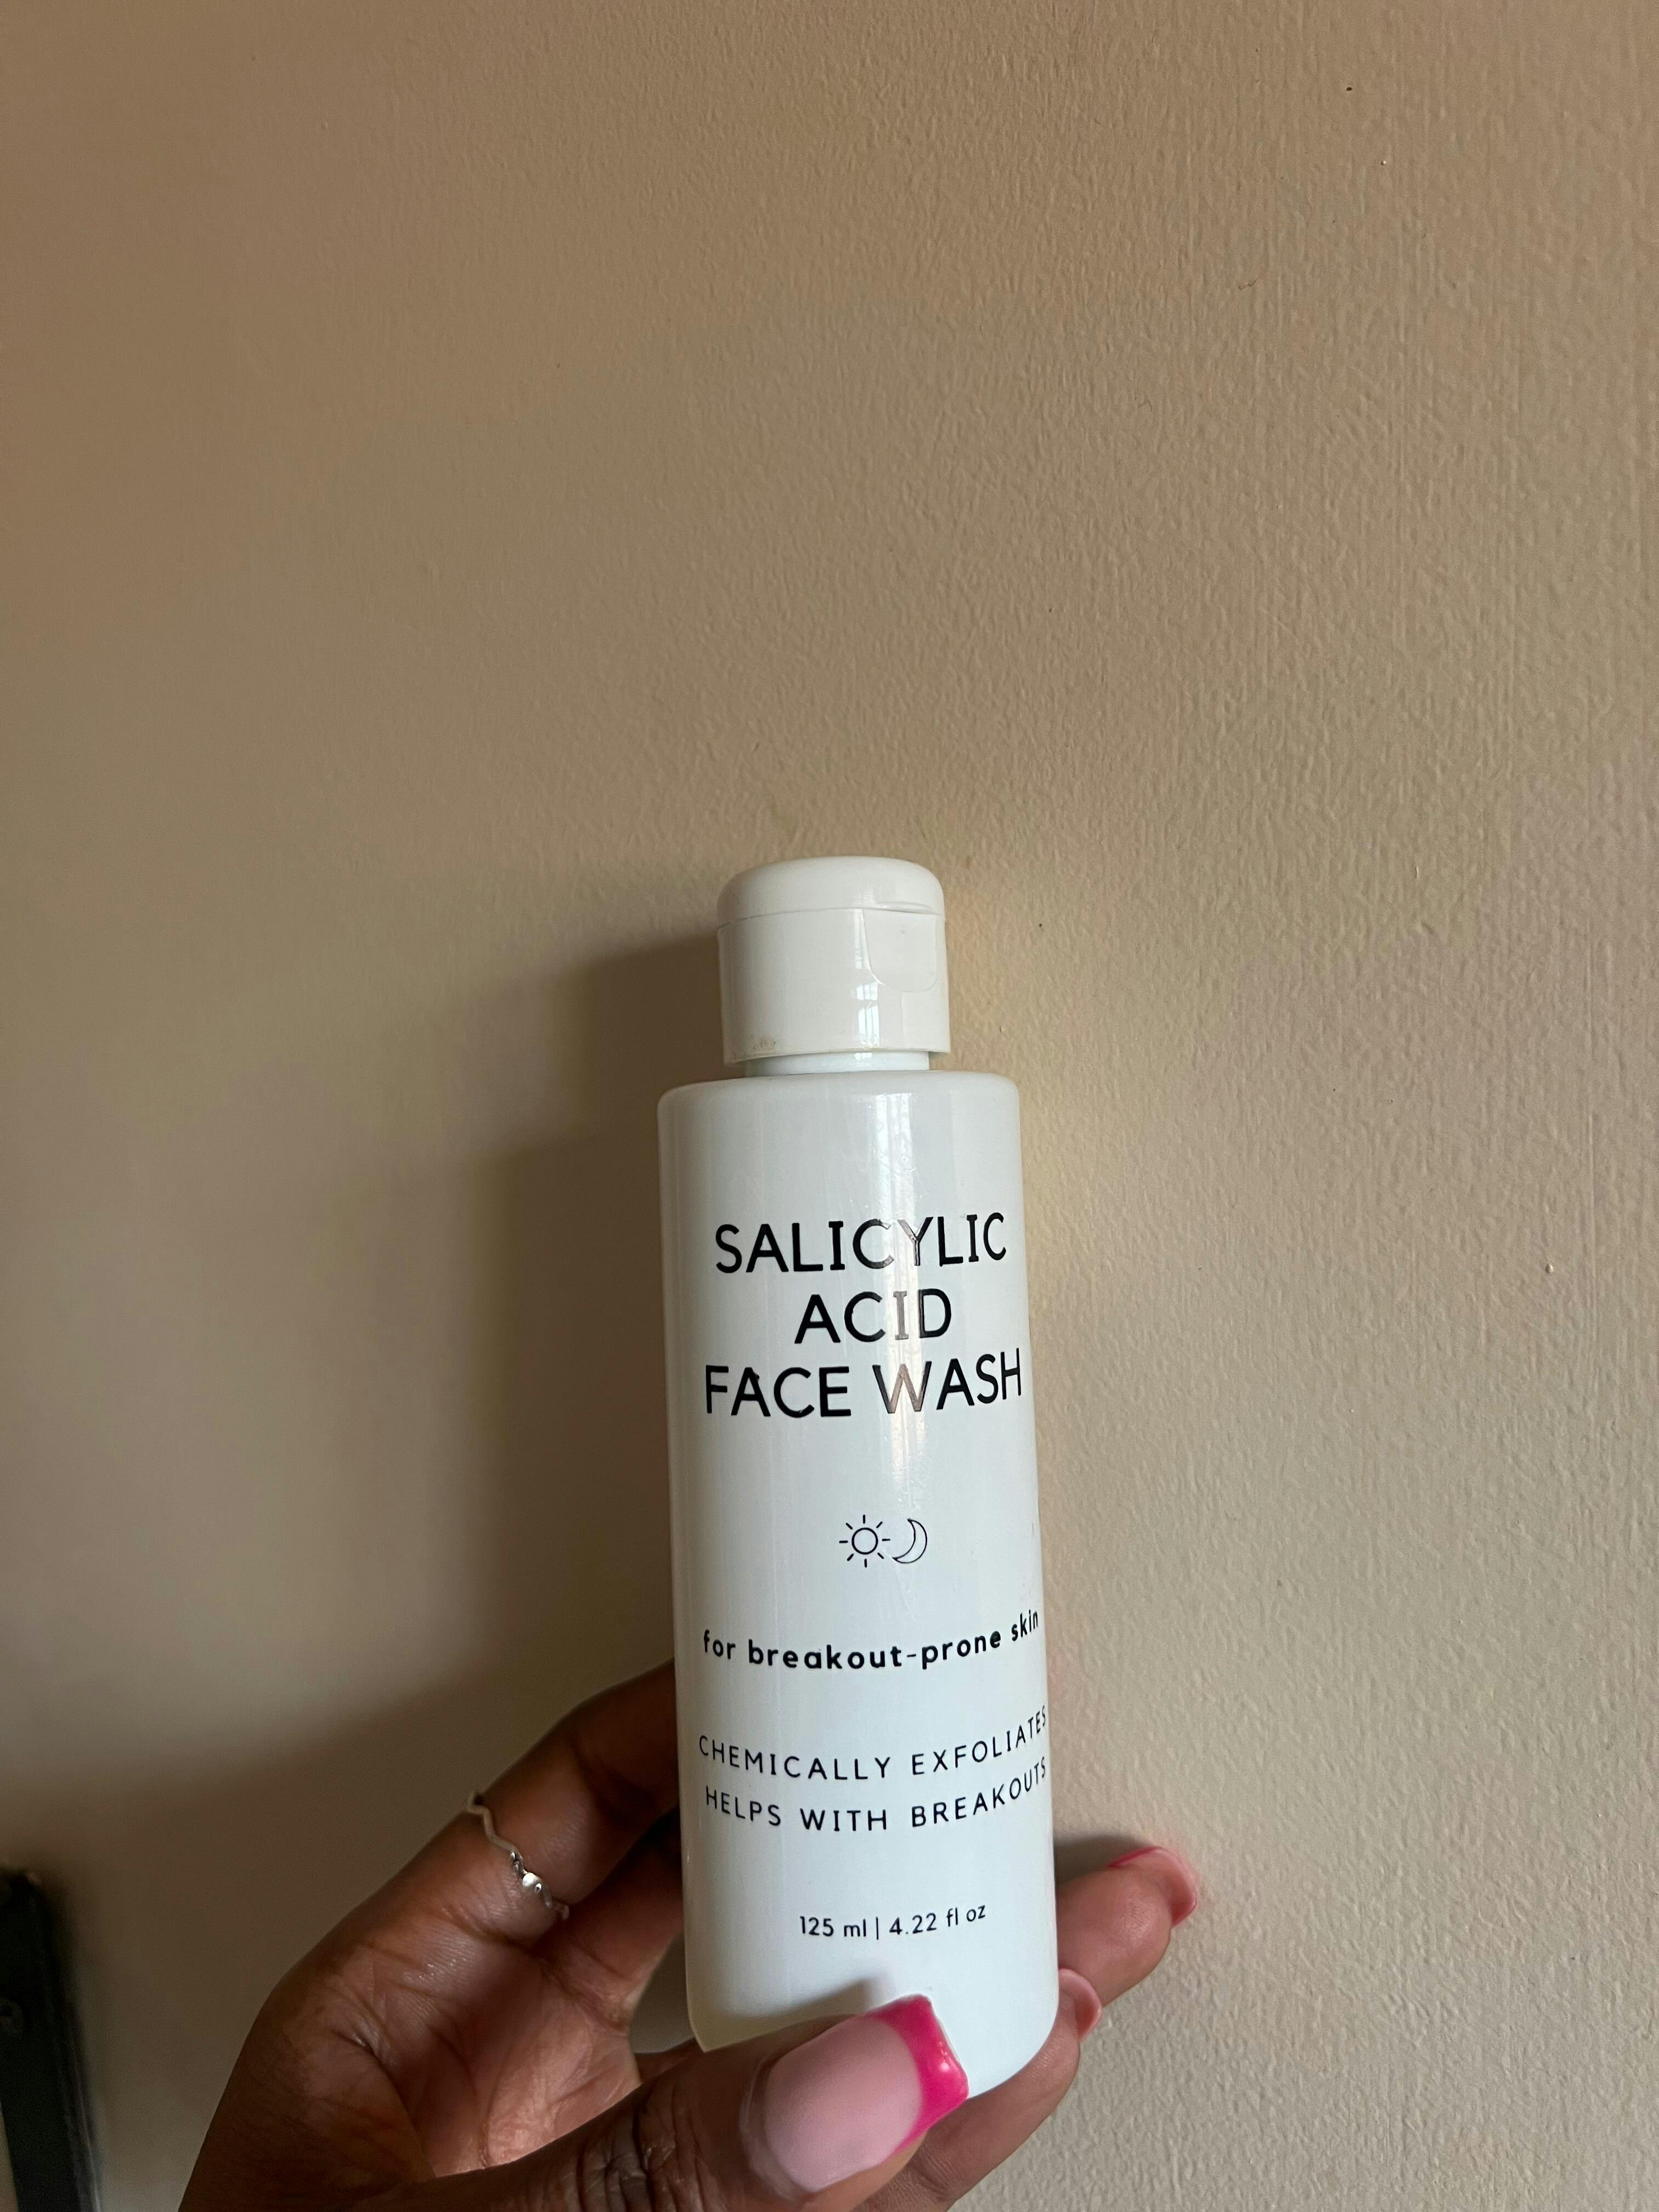 SALICYLIC
ACID
FACE WASH
for breakout-prone skin
CHEMICALLY EXFOLIATES
HELPS WITH BREAKOUTS
125 ml | 4.22 fl oz